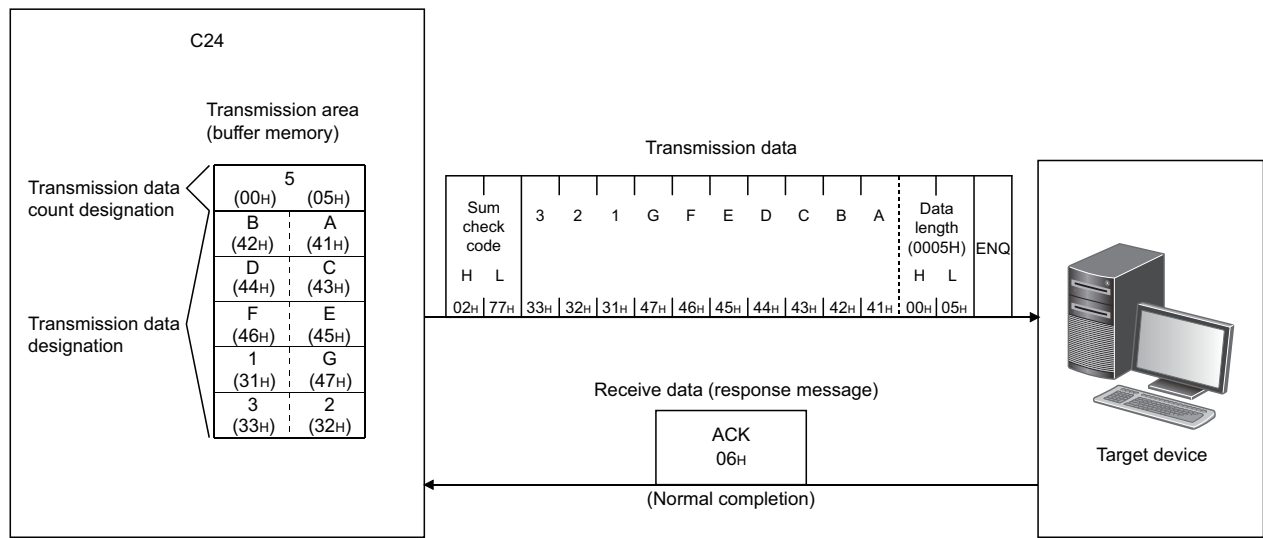 C24
Transmission area
(buffer memory)
Transmission data
count designation
5
(00H) (05H)
B A
(42H) (41H)
D C
(44H) (43H)
Transmission data
designation
F E
(46H) (45H)
1 G
(31H) (47H)
3 2
(33H) (32H)
Transmission data
Sum
check
code
H L
3 2 1 G F E D C B A
Data
length
(0005H)
H L
ENQ
02H 77H 33H 32H 31H 47H 46H 45H 44H 43H 42H 41H 00H 05H
Receive data (response message)
ACK
06H
(Normal completion)
Target device